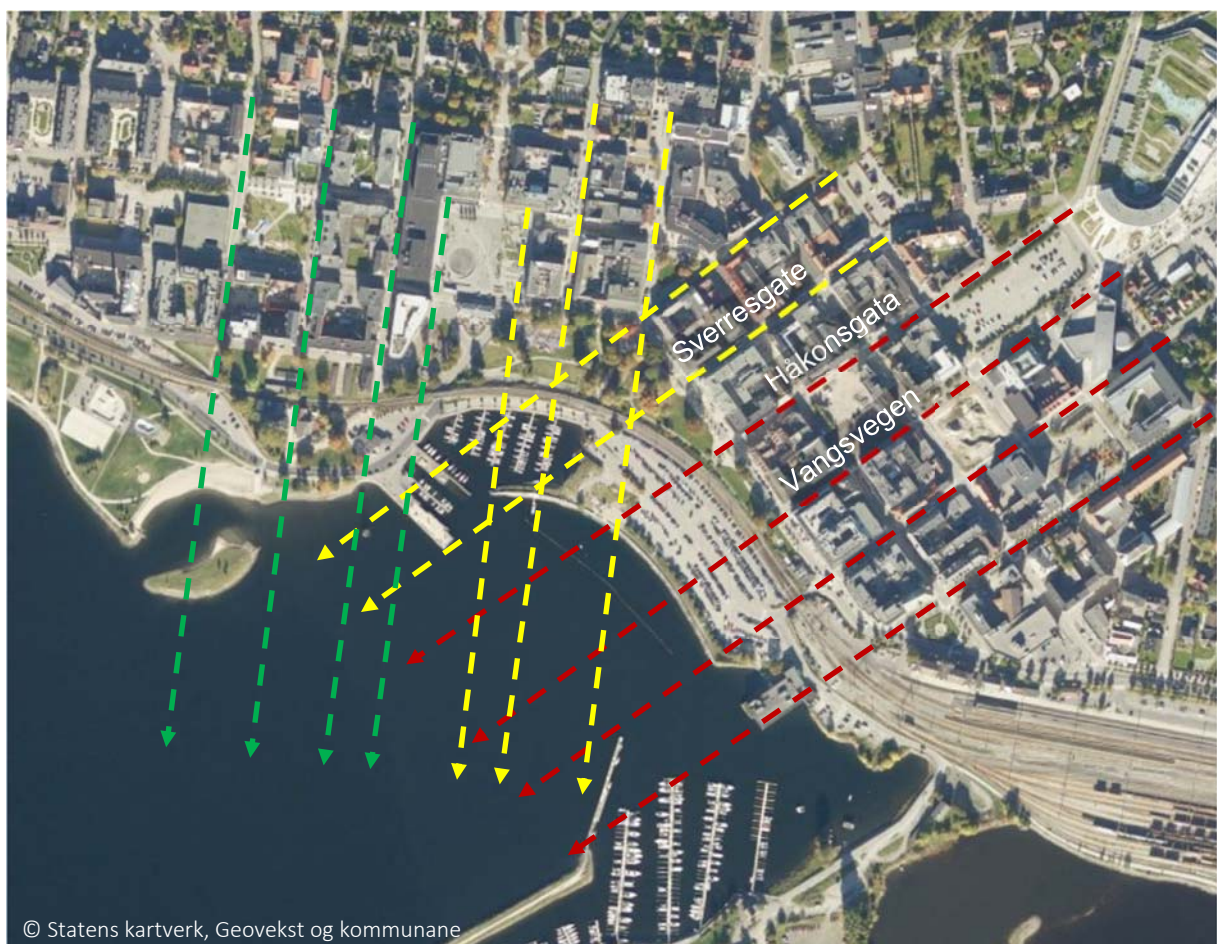 Sverresgate
Håkonsgata
Vangsvegen
© Statens kartverk, Geovekst og kommunane